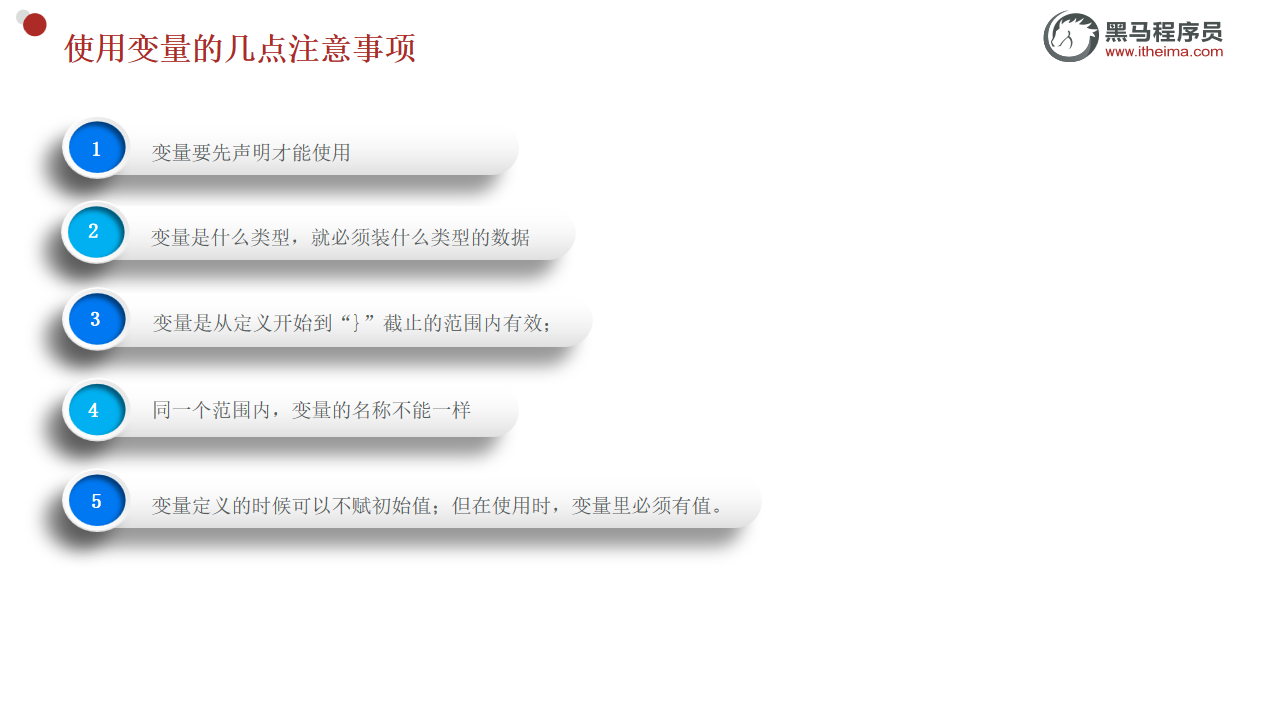 使用变量的几点注意事项
黑马程序员
www.itheima.com
1 变量要先声明才能使用
2 变量是什么类型，就必须装什么类型的数据
3 变量是从定义开始到“}”截止的范围内有效；
4 同一个范围内，变量的名称不能一样
5 变量定义的时候可以不赋初始值；但在使用时，变量里必须有值。